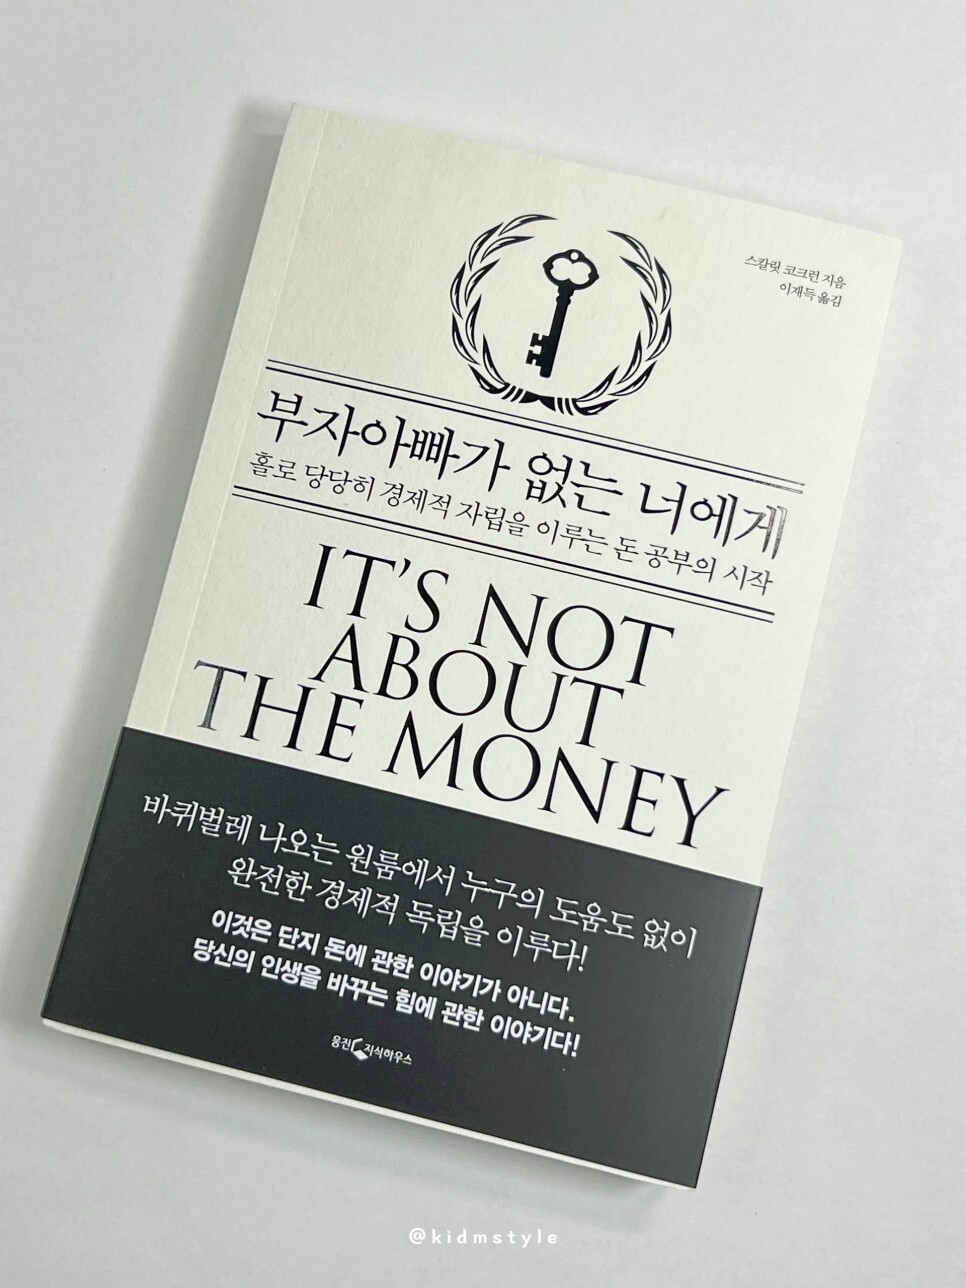 스칼릿 코크런 지음
이재득 옮김
부자아빠가 없는 너에게
홀로 당당히 경제적 자립을 이루는 돈 공부의 시작
IT'S NOT
ABOUT
THE MONEY
바퀴벌레 나오는 원룸에서 누구의 도움도 없이
완전한 경제적 독립을 이루다!
이것은 단지 돈에 관한 이야기가 아니다.
당신의 인생을 바꾸는 힘에 관한 이야기다!
웅진 지식하우스
@kidmstyle